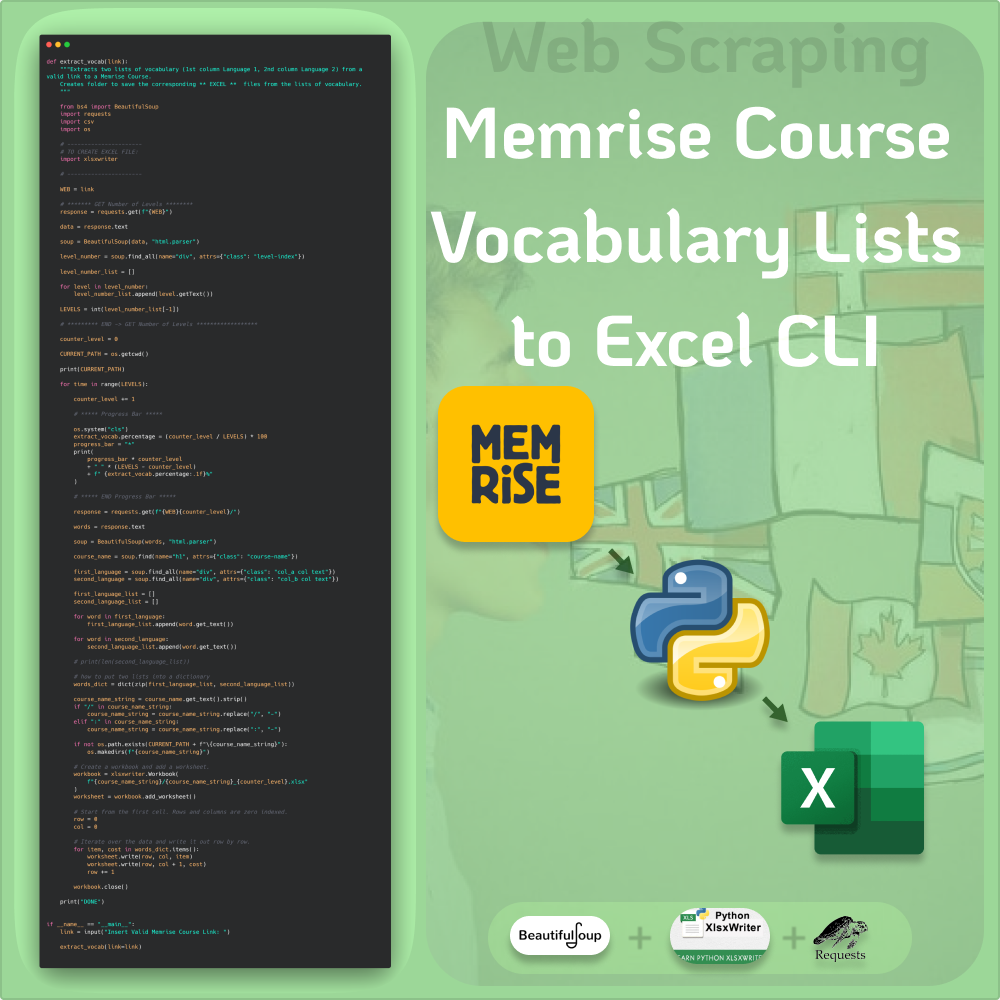 def extract_vocab(link):
"""Extracts two lists of vocabulary (1st column Language 1, 2nd column Language 2) from a
valid link to a Memrise Course.
Creates folder to save the corresponding ** EXCEL **  files from the lists of vocabulary.
"""
from bs4 import BeautifulSoup
import requests
import csv
import os
# ----------------------
# TO CREATE EXCEL FILE:
import xlsxwriter
# ----------------------
WEB = link
# ******* GET Number of Levels ********
response = requests.get(f"{WEB}")
data = response.text
soup = BeautifulSoup(data, "html.parser")
level_number = soup.find_all(name="div", attrs={"class": "level-index"})
level_number_list = []
for level in level_number:
level_number_list.append(level.getText())
LEVELS = int(level_number_list[-1])
# ********* END -> GET Number of Levels ******************
counter_level = 0
CURRENT_PATH = os.getcwd()
print(CURRENT_PATH)
for time in range(LEVELS):
counter_level += 1
# ***** Progress Bar *****
os.system("cls")
extract_vocab.percentage = (counter_level / LEVELS) * 100
progress_bar = "*"
print(
progress_bar * counter_level
+ " " * (LEVELS - counter_level)
+ f" {extract_vocab.percentage:.1f}%"
)
# ***** END Progress Bar *****
response = requests.get(f"{WEB}{counter_level}/")
words = response.text
soup = BeautifulSoup(words, "html.parser")
course_name = soup.find(name="h1", attrs={"class": "course-name"})
first_language = soup.find_all(name="div", attrs={"class": "col_a col text"})
second_language = soup.find_all(name="div", attrs={"class": "col_b col text"})
first_language_list = []
second_language_list = []
for word in first_language:
first_language_list.append(word.get_text())
for word in second_language:
second_language_list.append(word.get_text())
# print(len(second_language_list))
# how to put two lists into a dictionary
words_dict = dict(zip(first_language_list, second_language_list))
course_name_string = course_name.get_text().strip()
if "/" in course_name_string:
course_name_string = course_name_string.replace("/", "-")
elif ":" in course_name_string:
course_name_string = course_name_string.replace(":", "-")
if not os.path.exists(CURRENT_PATH + f"\{course_name_string}"):
os.makedirs(f"{course_name_string}")
# Create a workbook and add a worksheet.
workbook = xlsxwriter.Workbook(
f"{course_name_string}/{course_name_string}_{counter_level}.xlsx"
)
worksheet = workbook.add_worksheet()
# Start from the first cell. Rows and columns are zero indexed.
row = 0
col = 0
# Iterate over the data and write it out row by row.
for item, cost in words_dict.items():
worksheet.write(row, col, item)
worksheet.write(row, col + 1, cost)
row += 1
workbook.close()
print("DONE")
if __name__ == "__main__":
link = input("Insert Valid Memrise Course Link: ")
extract_vocab(link=link)
Web Scraping
Memrise Course
Vocabulary Lists
to Excel CLI
MEM
RiSE
X
BeautifulSoup
+
XLS
Python
XlsxWriter
EARN PYTHON XLSXWRITE
+
Requests